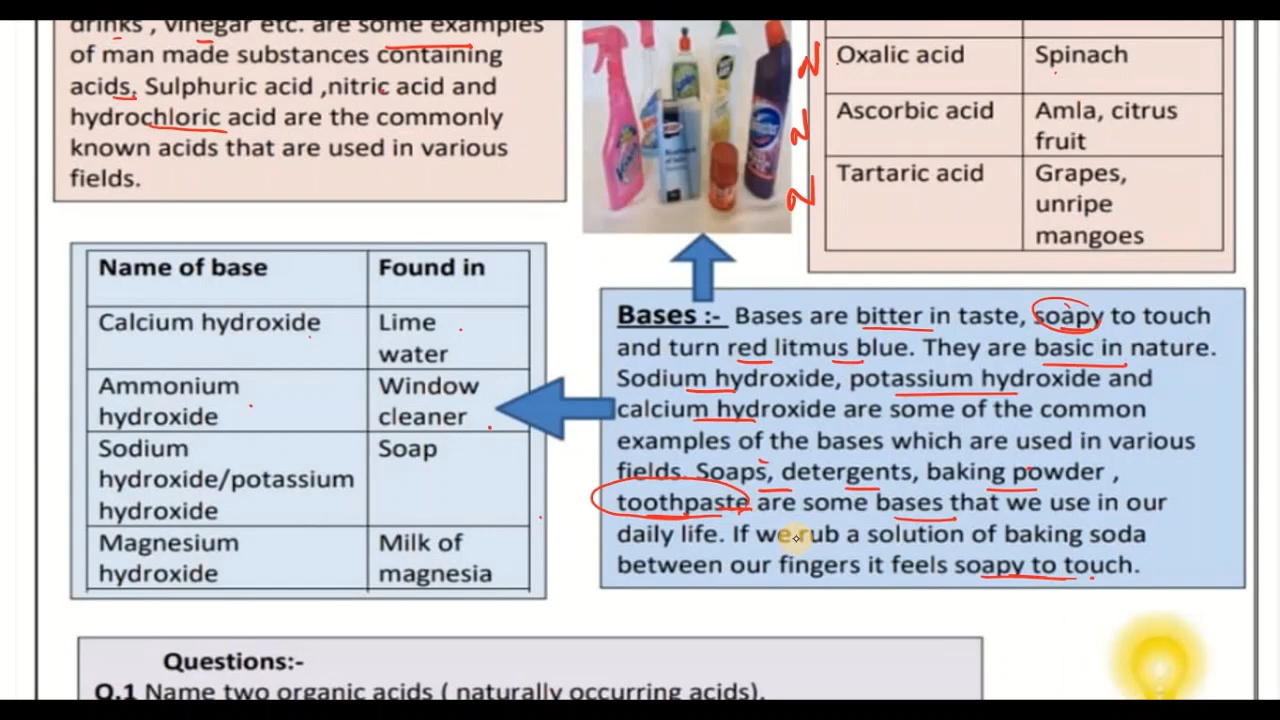 drinks , vinegar etc. are some examples
of man made substances containing
acids. Sulphuric acid ,nitric acid and
hydrochloric acid are the commonly
known acids that are used in various
fields.
Oxalic acid Spinach
Ascorbic acid Amla, citrus
fruit
Tartaric acid Grapes,
unripe
mangoes
Name of base Found in
Calcium hydroxide Lime
water
Ammonium Window
hydroxide cleaner
Sodium Soap
hydroxide/potassium
hydroxide
Magnesium Milk of
hydroxide magnesia
Bases :- Bases are bitter in taste, soapy to touch
and turn red litmus blue. They are basic in nature.
Sodium hydroxide, potassium hydroxide and
calcium hydroxide are some of the common
examples of the bases which are used in various
fields. Soaps, detergents, baking powder ,
toothpaste are some bases that we use in our
daily life. If we rub a solution of baking soda
between our fingers it feels soapy to touch.
Questions:-
Q.1 Name two organic acids ( naturally occurring acids).